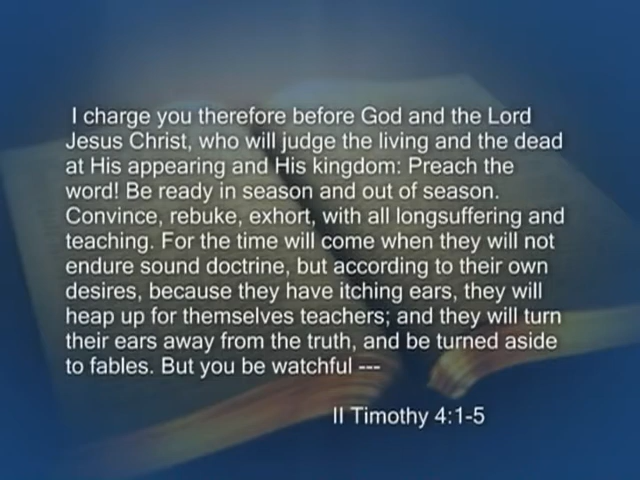 I charge you therefore before God and the Lord
Jesus Christ, who will judge the living and the dead
at His appearing and His kingdom: Preach the
word! Be ready in season and out of season.
Convince, rebuke, exhort, with all longsuffering and
teaching. For the time will come when they will not
endure sound doctrine, but according to their own
desires, because they have itching ears, they will
heap up for themselves teachers; and they will turn
their ears away from the truth, and be turned aside
to fables. But you be watchful ---
II Timothy 4:1-5